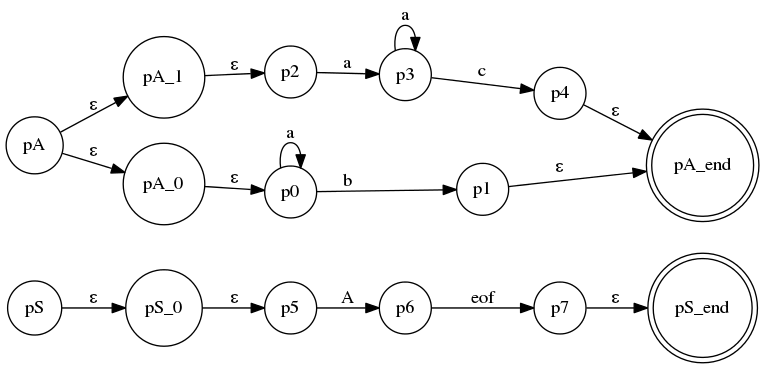 a
pA_1
ε
p2
a
p3
c
p4
ε
ε
pA
a
pA_end
ε
pA_0
ε
p0
b
p1
ε
pS
ε
pS_0
ε
p5
A
p6
eof
p7
ε
pS_end